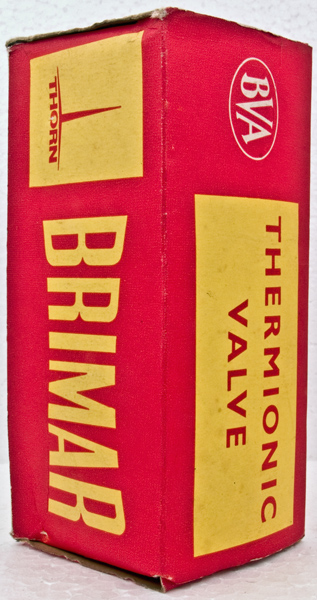 THORN
BRIMAR
BVA
THERMIONIC
VALVE